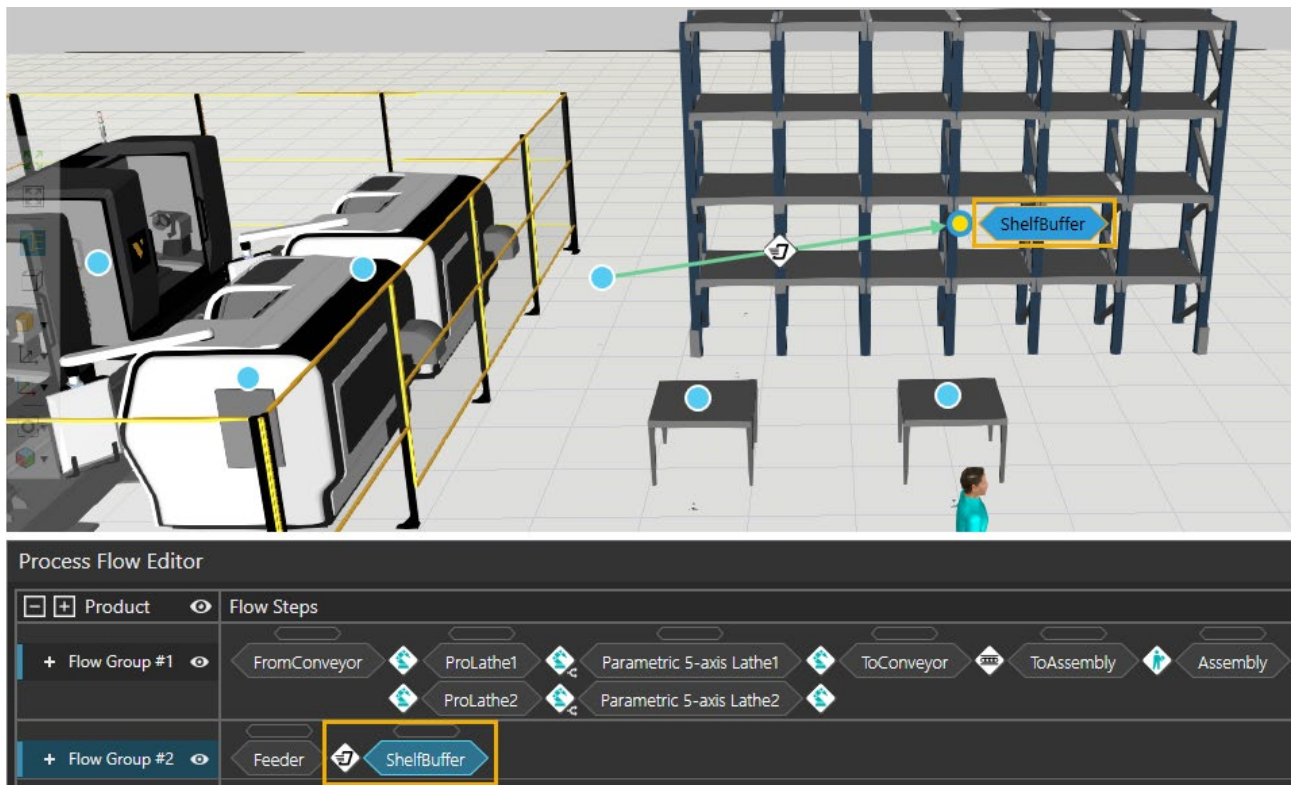 ShelfBuffer
Process Flow Editor
Product Flow Steps
Flow Group #1 FromConveyor ProLathe1 Parametric 5-axis Lathe1 ToConveyor ToAssembly Assembly
ProLathe2 Parametric 5-axis Lathe2
Flow Group #2 Feeder ShelfBuffer